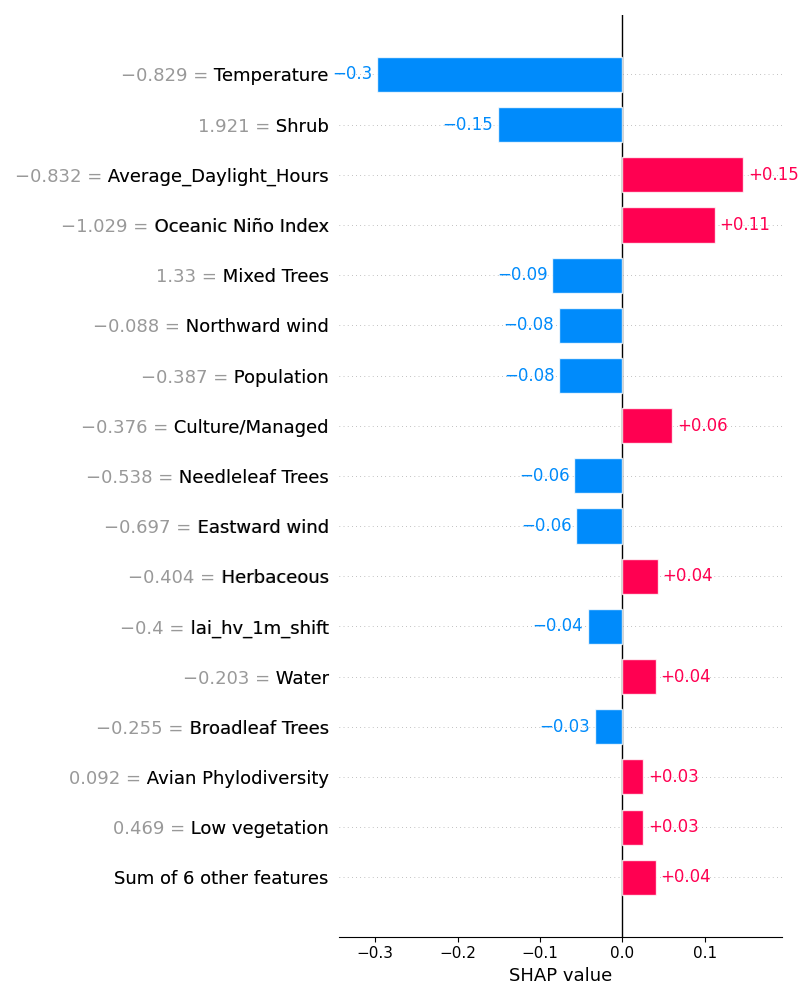 −0.829 = Temperature −0.3
1.921 = Shrub −0.15
−0.832 = Average_Daylight_Hours +0.15
−1.029 = Oceanic Niño Index +0.11
1.33 = Mixed Trees −0.09
−0.088 = Northward wind −0.08
−0.387 = Population −0.08
−0.376 = Culture/Managed +0.06
−0.538 = Needleleaf Trees −0.06
−0.697 = Eastward wind −0.06
−0.404 = Herbaceous +0.04
−0.4 = lai_hv_1m_shift −0.04
−0.203 = Water +0.04
−0.255 = Broadleaf Trees −0.03
0.092 = Avian Phylodiversity +0.03
0.469 = Low vegetation +0.03
Sum of 6 other features +0.04
−0.3 −0.2 −0.1 0.0 0.1
SHAP value